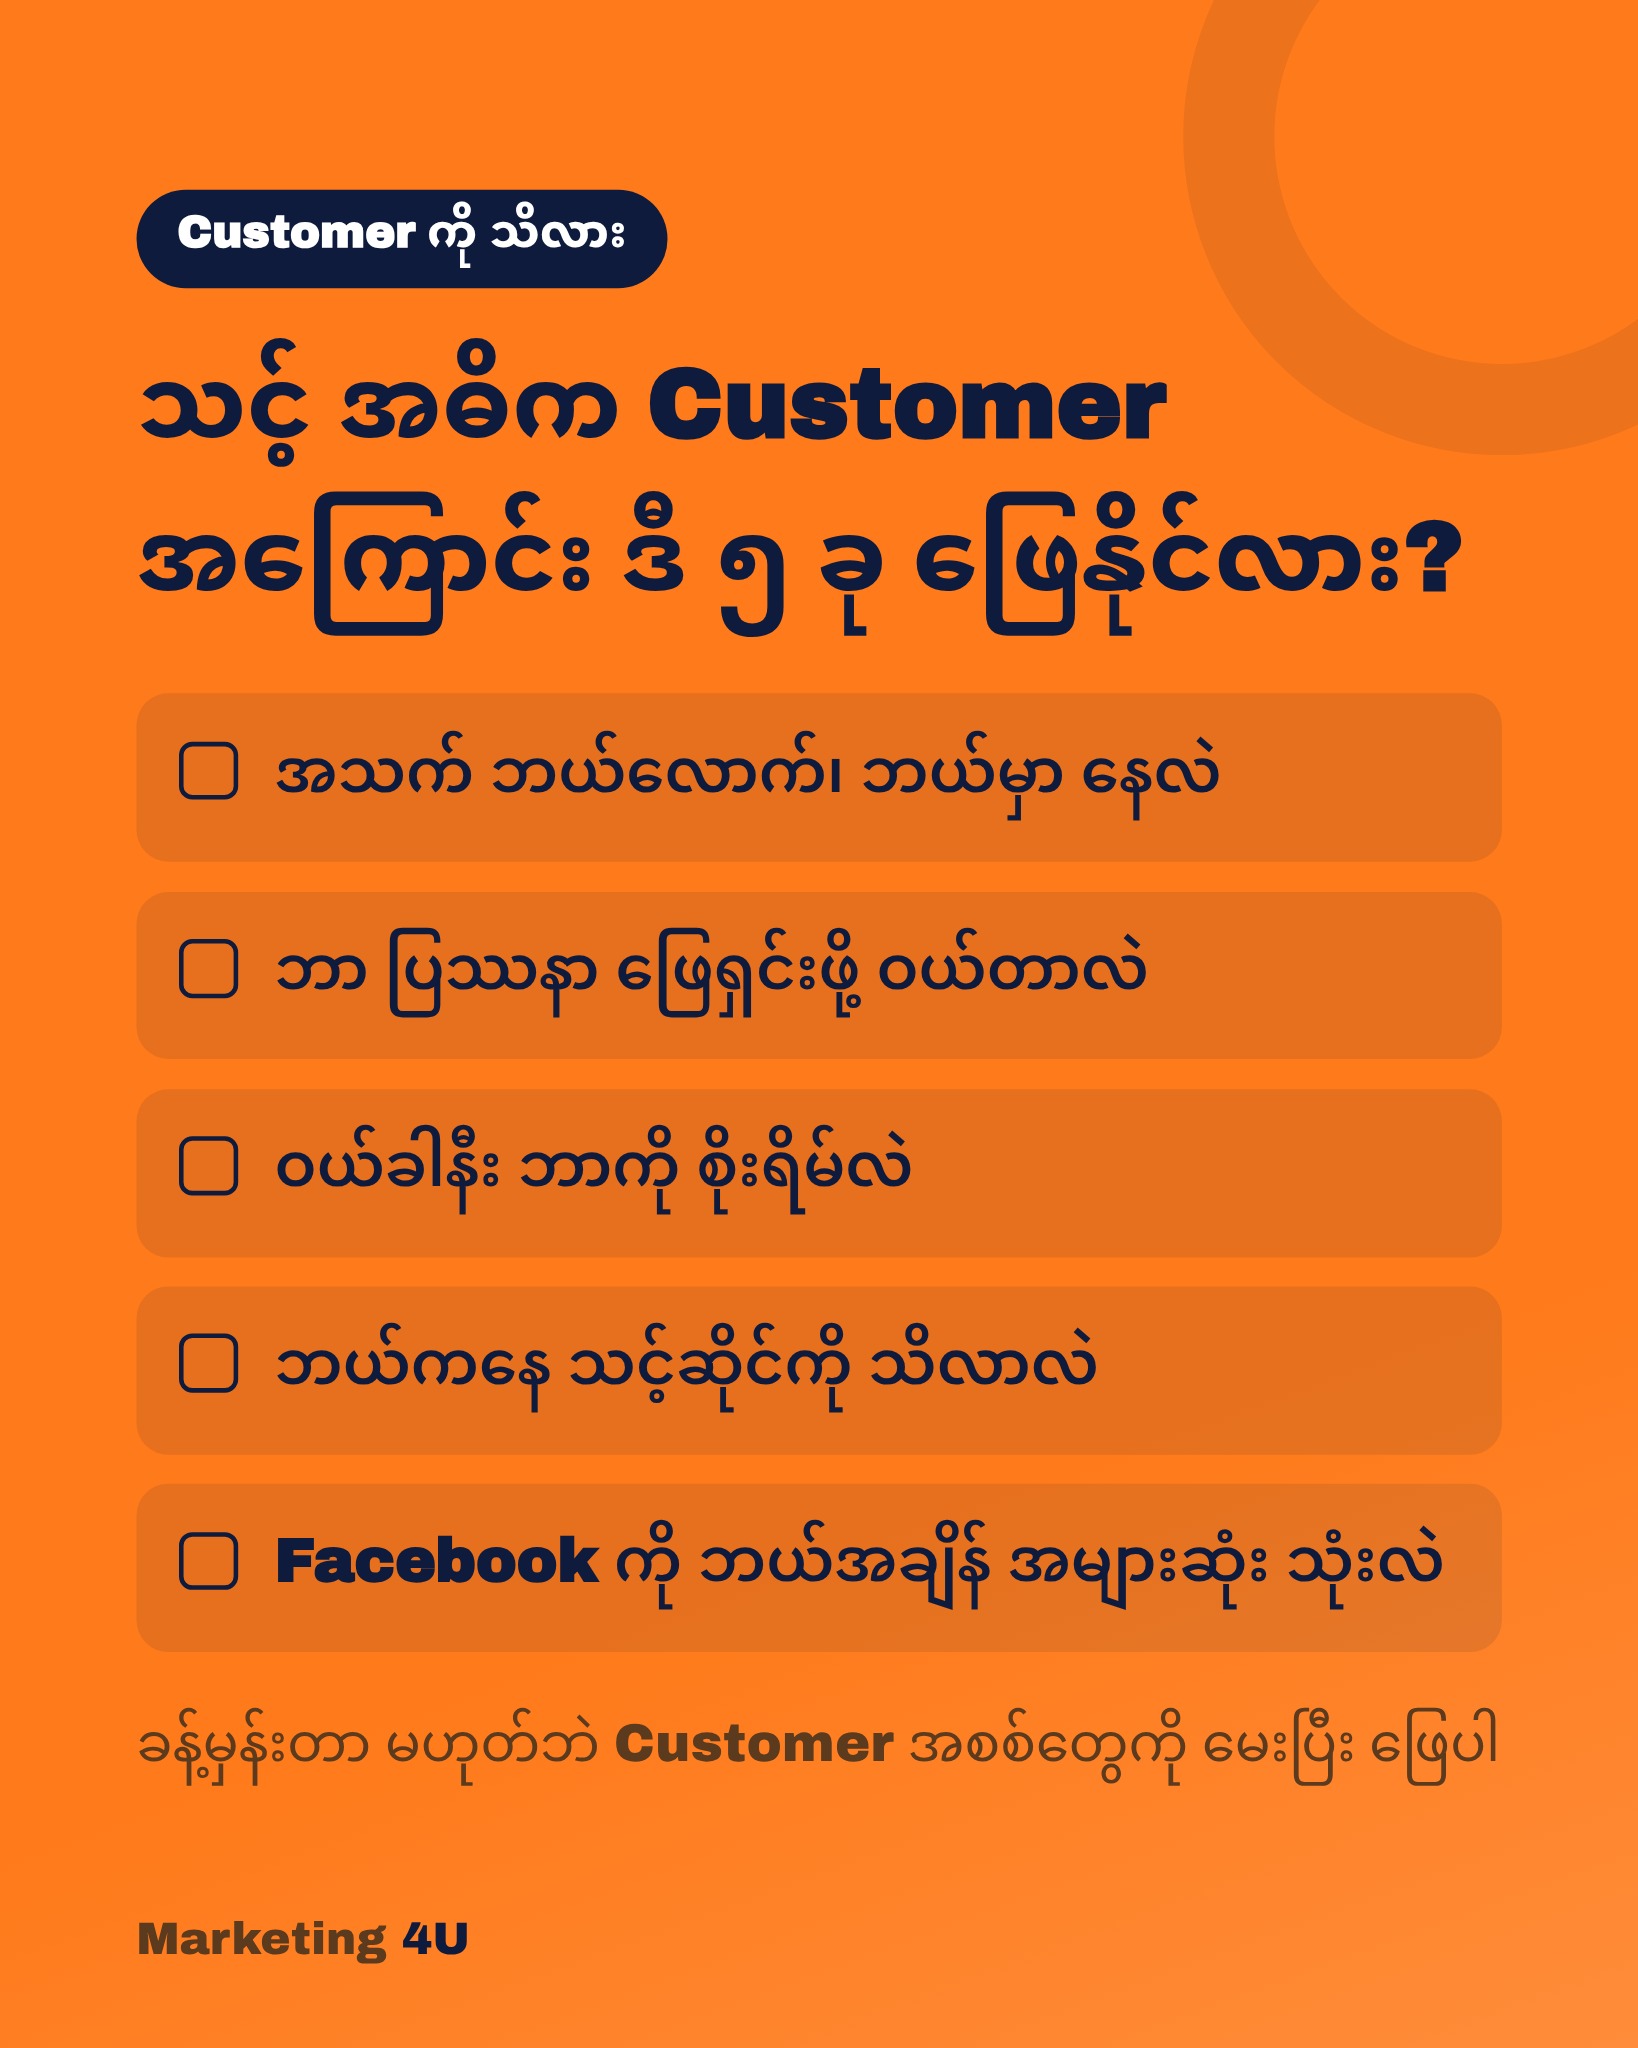 Customer ကို သိလား
သင့် အဓိက Customer
အကြောင်း ဒီ ၅ ခု ဖြေနိုင်လား?
အသက် ဘယ်လောက်၊ ဘယ်မှာ နေလဲ
ဘာ ပြဿနာ ဖြေရှင်းဖို့ ဝယ်တာလဲ
ဝယ်ခါနီး ဘာကို စိုးရိမ်လဲ
ဘယ်ကနေ သင့်ဆိုင်ကို သိလာလဲ
Facebook ကို ဘယ်အချိန် အများဆုံး သုံးလဲ
ခန့်မှန်းတာ မဟုတ်ဘဲ Customer အစစ်တွေကို မေးပြီး ဖြေပါ
Marketing 4U